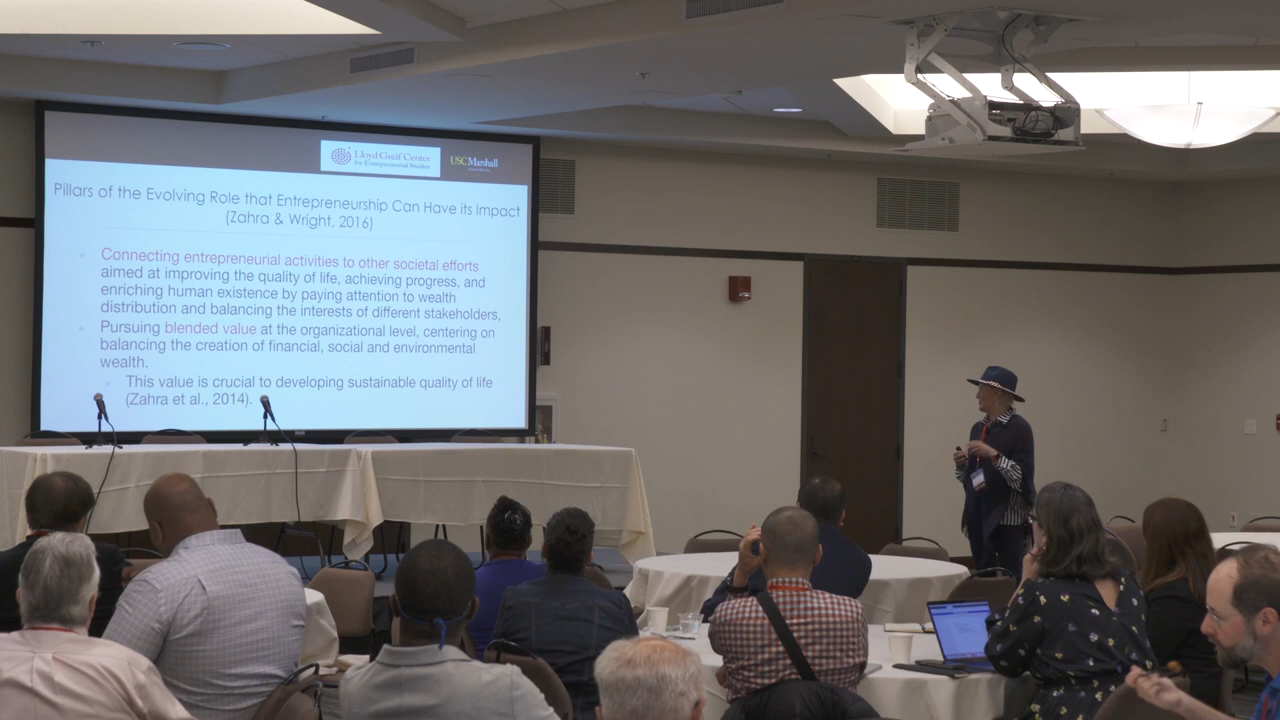 Lloyd Greif Center
for Entrepreneurial Studies
USC Marshall
Pillars of the Evolving Role that Entrepreneurship Can Have its Impact
(Zahra & Wright, 2016)
Connecting entrepreneurial activities to other societal efforts
aimed at improving the quality of life, achieving progress, and
enriching human existence by paying attention to wealth
distribution and balancing the interests of different stakeholders,
Pursuing blended value at the organizational level, centering on
balancing the creation of financial, social and environmental
wealth.
This value is crucial to developing sustainable quality of life
(Zahra et al., 2014).